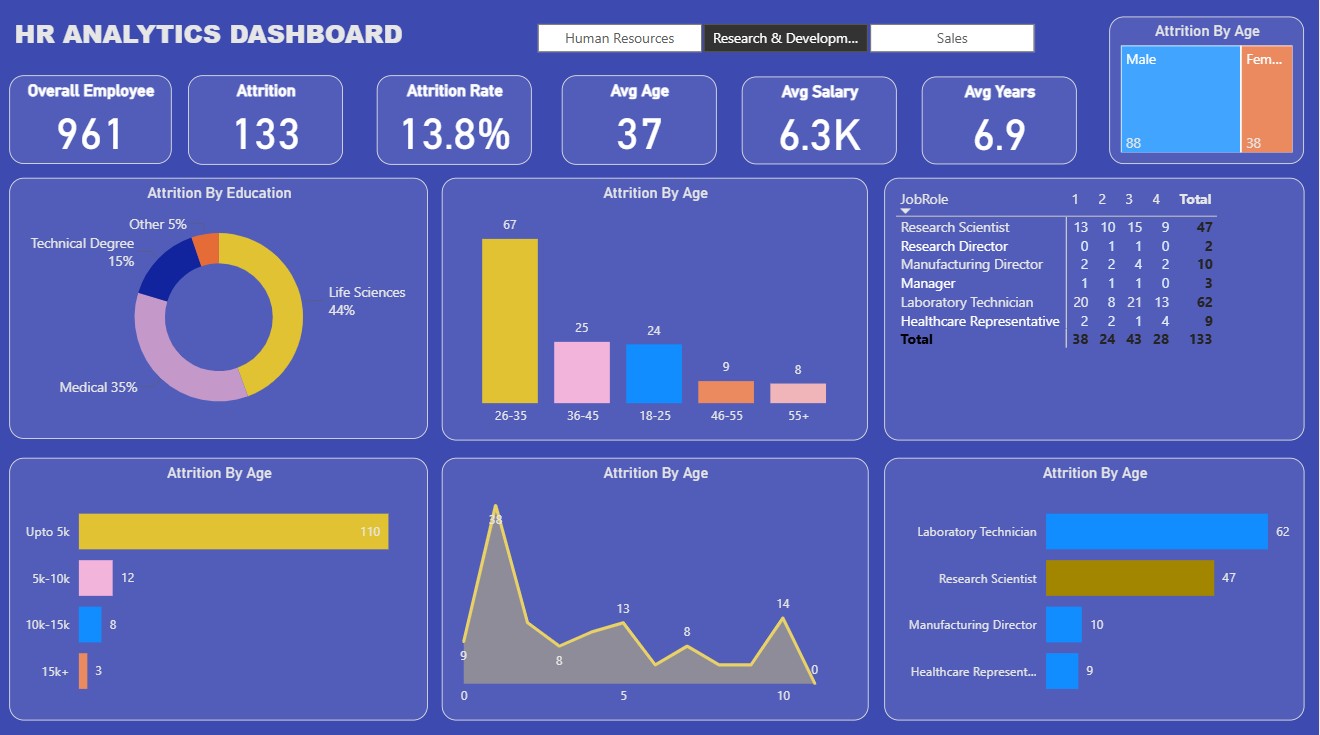 HR ANALYTICS DASHBOARD
Human Resources
Research & Developm...
Sales
Attrition By Age
Male
Fem...
88
38
Overall Employee
961
Attrition
133
Attrition Rate
13.8%
Avg Age
37
Avg Salary
6.3K
Avg Years
6.9
Attrition By Education
Other 5%
Technical Degree
15%
Life Sciences
44%
Medical 35%
Attrition By Age
67
25
24
9
8
26-35
36-45
18-25
46-55
55+
JobRole 1 2 3 4 Total
Research Scientist 13 10 15 9 47
Research Director 0 1 1 0 2
Manufacturing Director 2 2 4 2 10
Manager 1 1 1 0 3
Laboratory Technician 20 8 21 13 62
Healthcare Representative 2 2 1 4 9
Total 38 24 43 28 133
Attrition By Age
Upto 5k 110
5k-10k 12
10k-15k 8
15k+ 3
Attrition By Age
38
9
8
13
8
14
0
0
5
10
Attrition By Age
Laboratory Technician 62
Research Scientist 47
Manufacturing Director 10
Healthcare Represent... 9